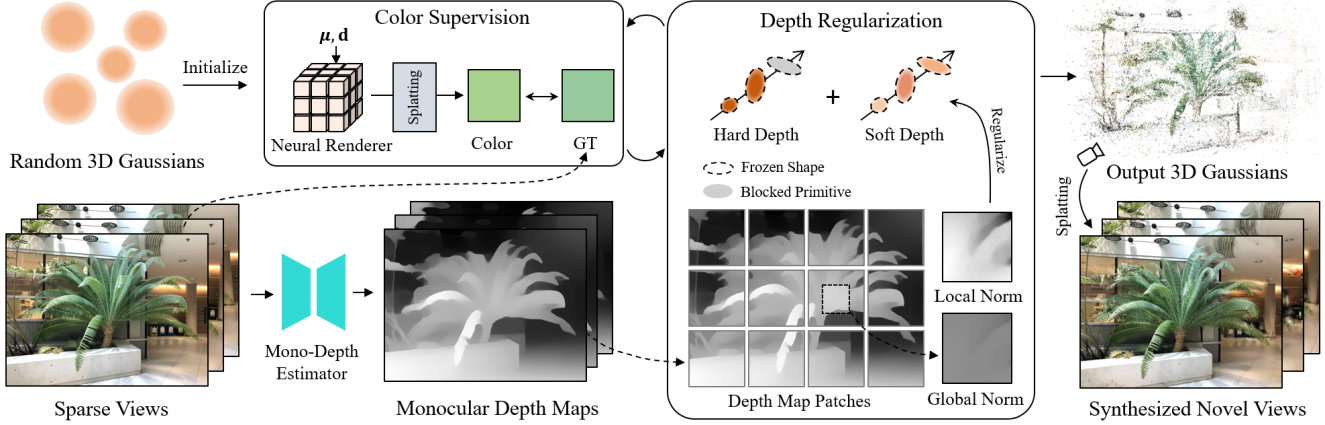 Color Supervision
μ, d
Initialize
Splatting
Neural Renderer
Color
GT
Random 3D Gaussians
Sparse Views
Mono-Depth
Estimator
Monocular Depth Maps
Depth Regularization
+
Hard Depth
Soft Depth
Regularize
Frozen Shape
Blocked Primitive
Local Norm
Global Norm
Depth Map Patches
Output 3D Gaussians
Splatting
Synthesized Novel Views